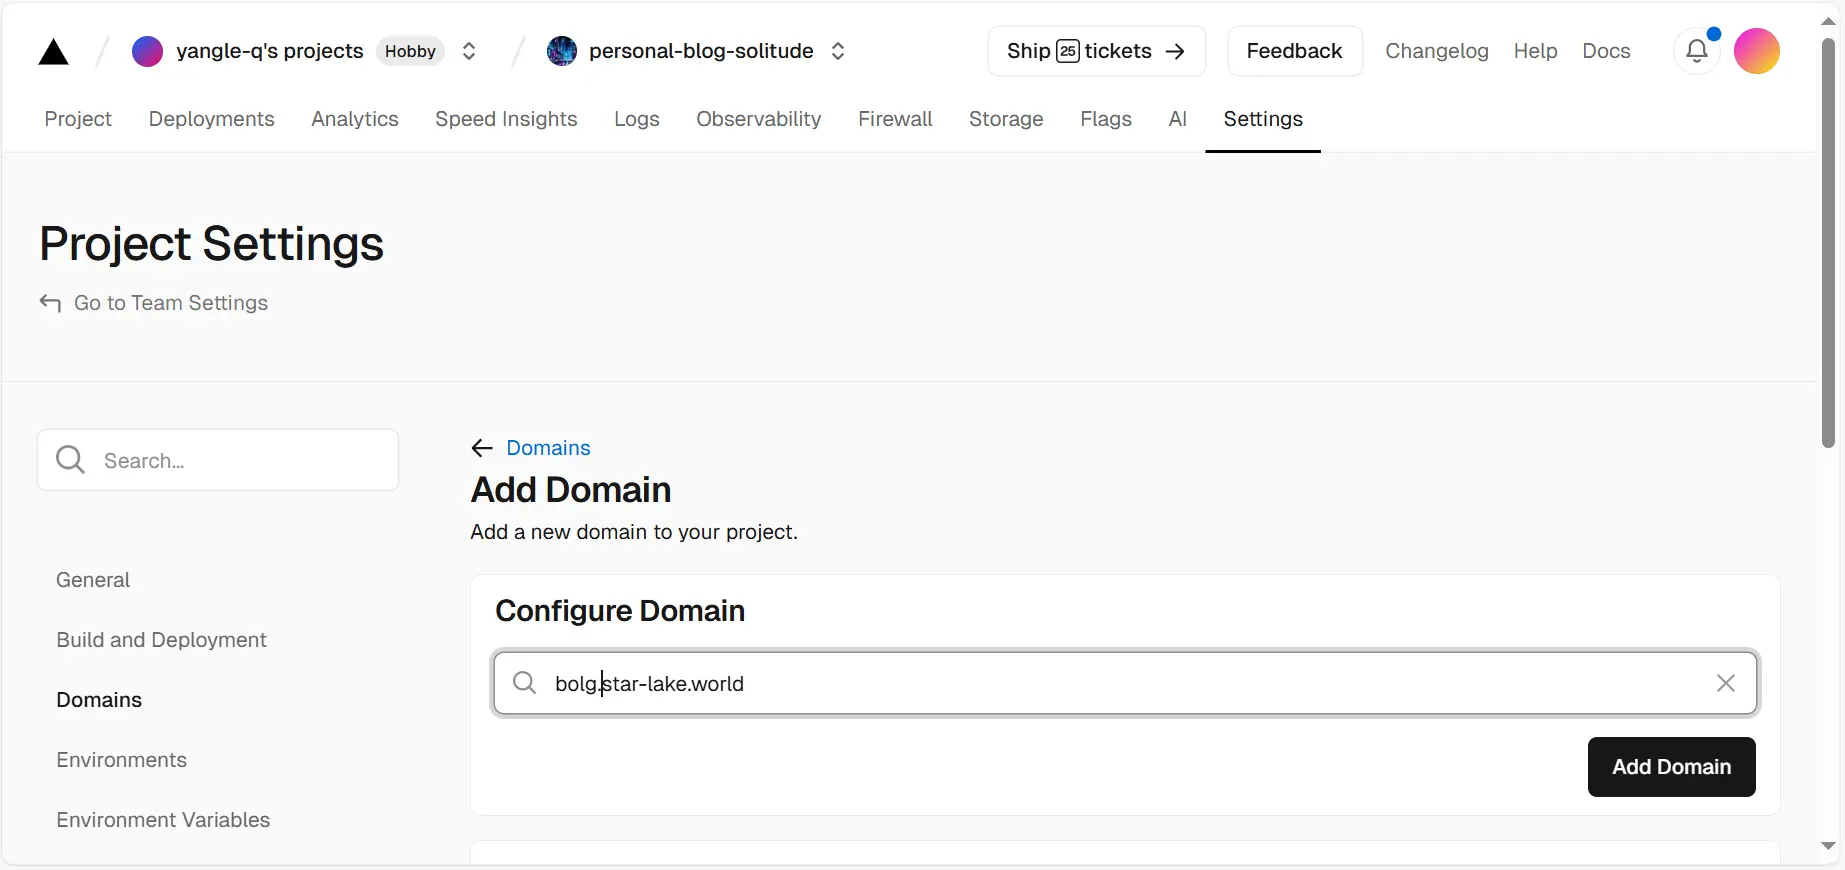 yangle-q's projects Hobby personal-blog-solitude Ship 25 tickets → Feedback Changelog Help Docs
Project Deployments Analytics Speed Insights Logs Observability Firewall Storage Flags AI Settings
Project Settings
Go to Team Settings
Search...
General
Build and Deployment
Domains
Environments
Environment Variables
← Domains
Add Domain
Add a new domain to your project.
Configure Domain
bolg.star-lake.world
Add Domain